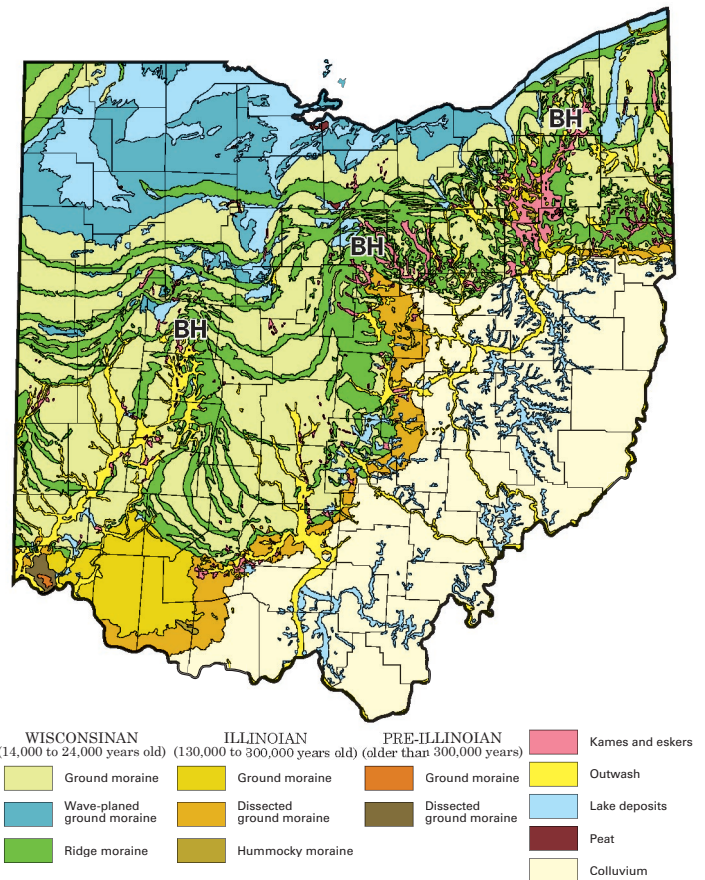 BH
BH
BH
WISCONSINAN
(14,000 to 24,000 years old)
Ground moraine
Wave-planed
ground moraine
Ridge moraine
ILLINOIAN
(130,000 to 300,000 years old)
Ground moraine
Dissected
ground moraine
Hummocky moraine
PRE-ILLINOIAN
(older than 300,000 years)
Ground moraine
Dissected
ground moraine
Kames and eskers
Outwash
Lake deposits
Peat
Colluvium